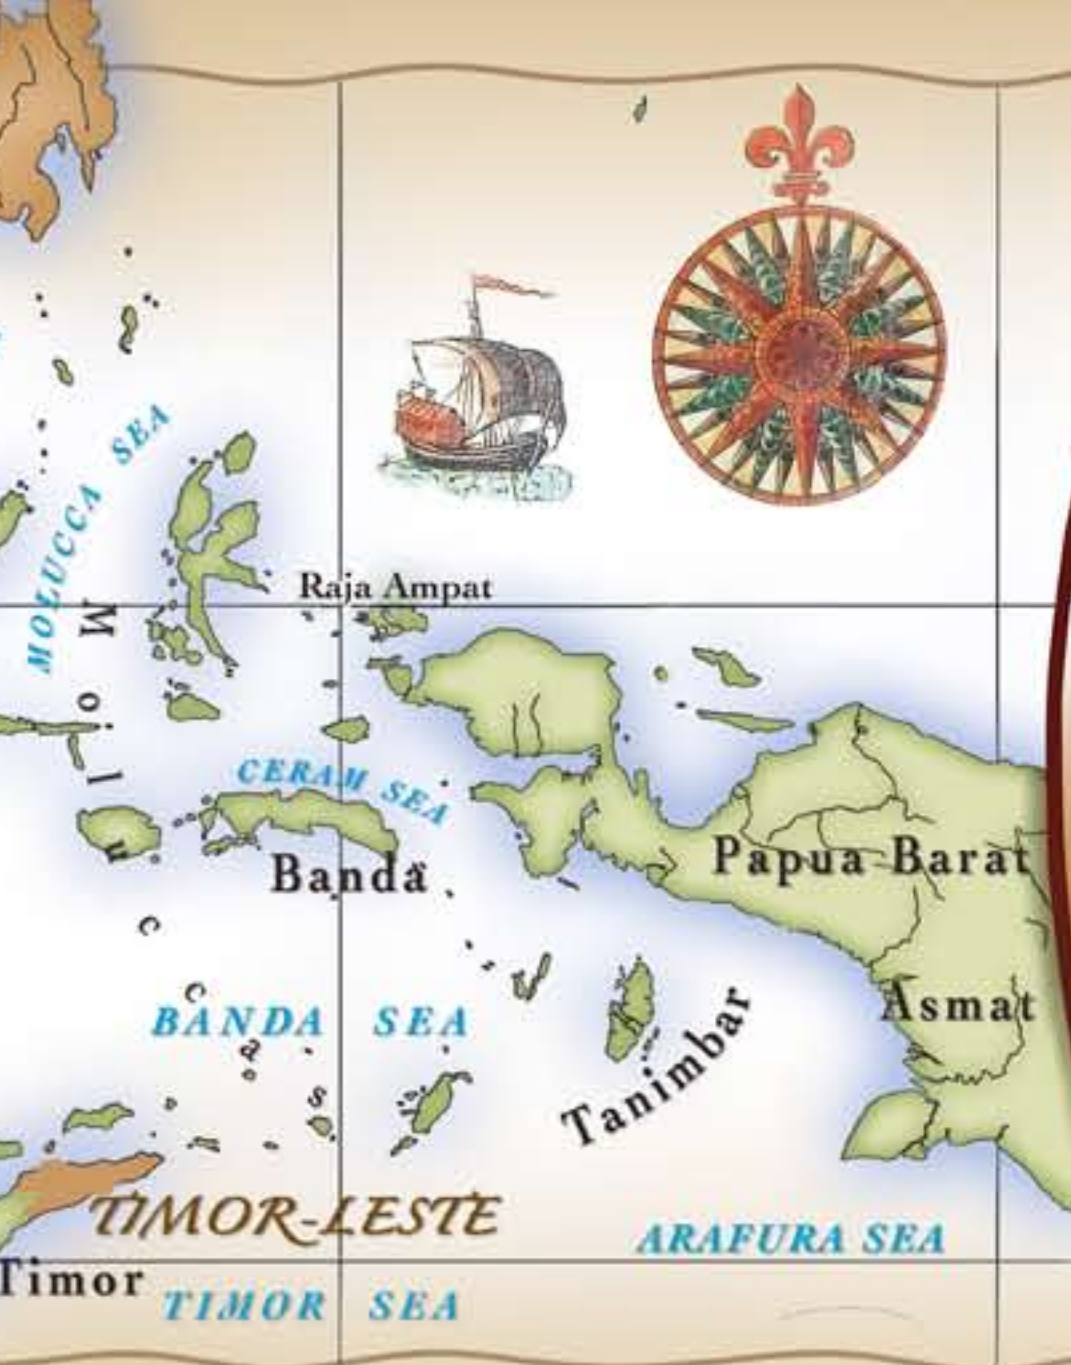 MOLUCCA SEA
Moluccas
Raja Ampat
CERAM SEA
Banda
Papua Barat
Asmat
BANDA SEA
Tanimbar
TIMOR-LESTE
ARAFURA SEA
Timor
TIMOR SEA